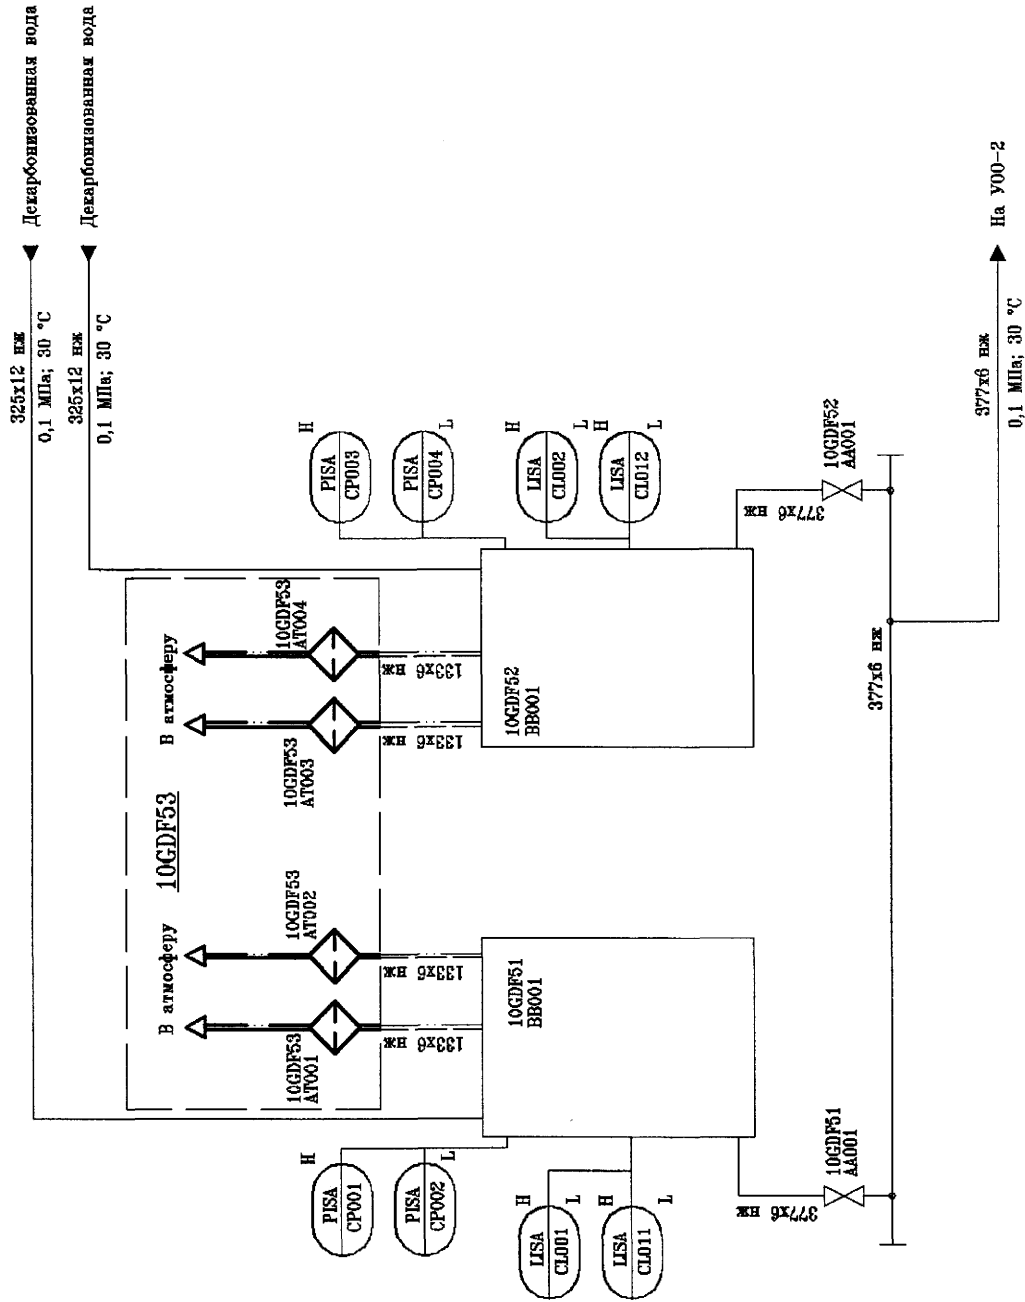 325x12 нж
0,1 МПа; 30 °С
Декарбонизованная вода
325x12 нж
0,1 МПа; 30 °С
Декарбонизованная вода
10GDF53
В атмосферу
В атмосферу
10GDF53
AT001
10GDF53
AT002
10GDF53
AT003
10GDF53
AT004
133x6 нж
133x6 нж
133x6 нж
133x6 нж
H
PISA
CP001
L
PISA
CP002
H
PISA
CP003
L
PISA
CP004
10GDF51
BB001
10GDF52
BB001
H
LISA
CL001
L
H
LISA
CL011
L
H
LISA
CL002
L
H
LISA
CL012
L
377x6 нж
10GDF51
AA001
377x6 нж
10GDF52
AA001
377x6 нж
377x6 нж
0,1 МПа; 30 °С
На УОО-2